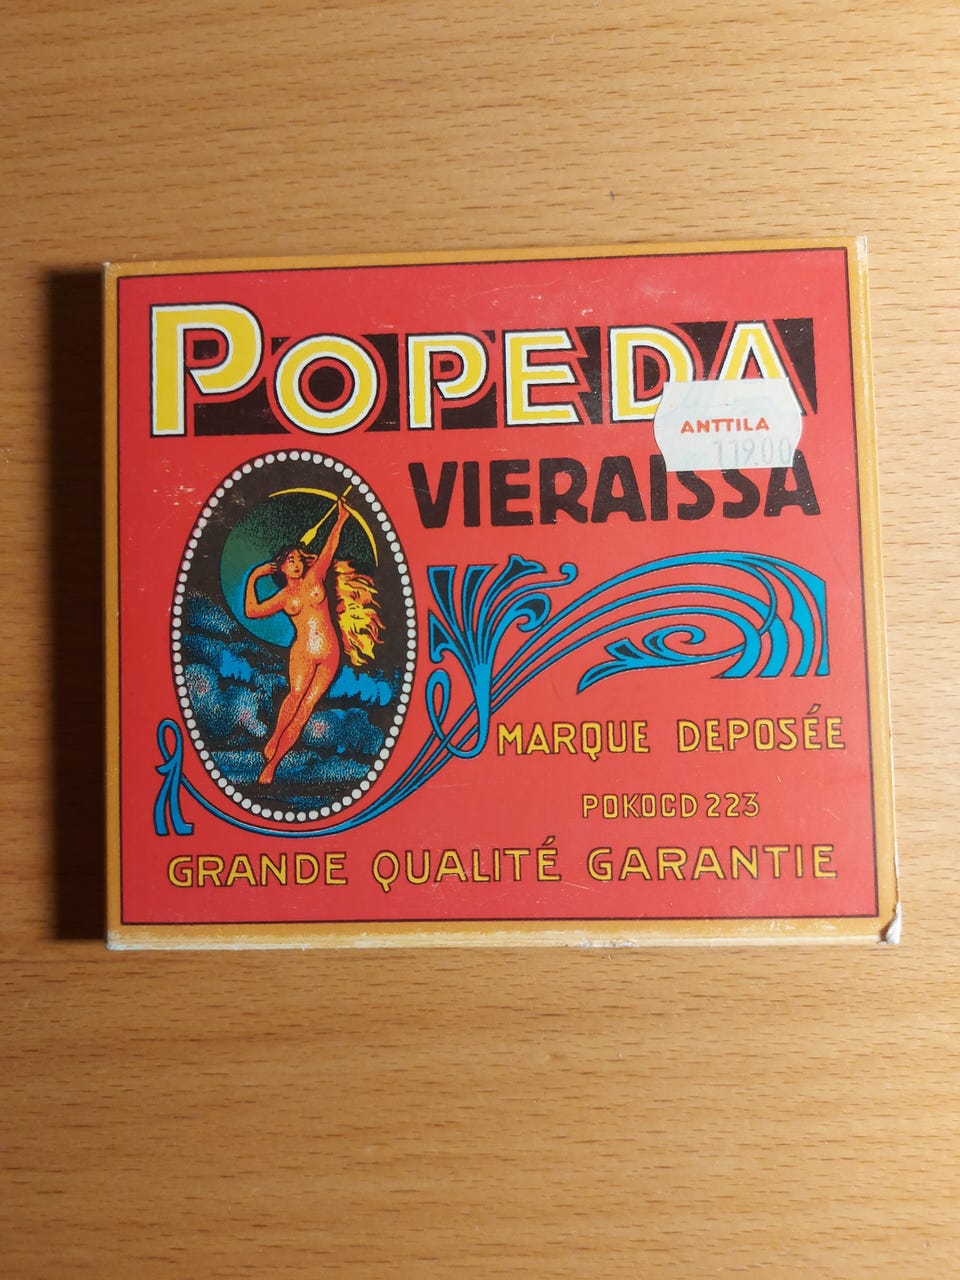 POPEDA
ANTTILA
119.00
VIERAISSA
MARQUE DEPOSÉE
POKOCD 223
GRANDE QUALITÉ GARANTIE